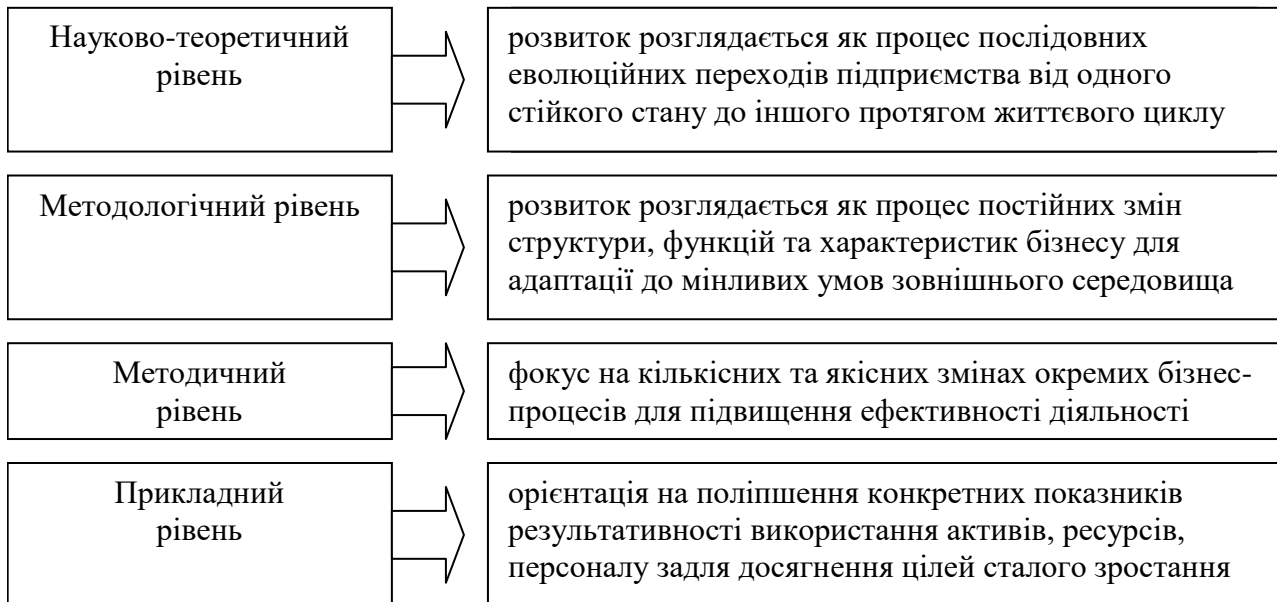 Науково-теоретичний
рівень
розвиток розглядається як процес послідовних
еволюційних переходів підприємства від одного
стійкого стану до іншого протягом життєвого циклу
Методологічний рівень
розвиток розглядається як процес постійних змін
структури, функцій та характеристик бізнесу для
адаптації до мінливих умов зовнішнього середовища
Методичний
рівень
фокус на кількісних та якісних змінах окремих бізнес-
процесів для підвищення ефективності діяльності
Прикладний
рівень
орієнтація на поліпшення конкретних показників
результативності використання активів, ресурсів,
персоналу задля досягнення цілей сталого зростання